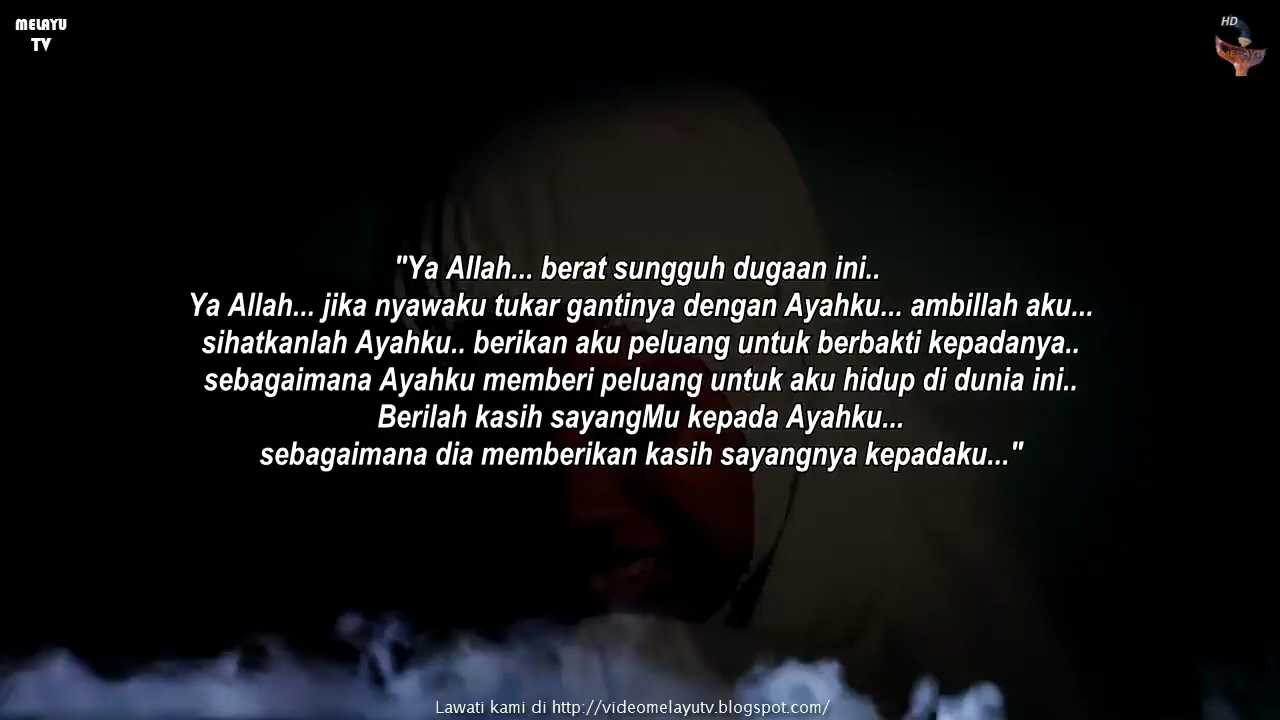 MELAYU
TV
HD
MELAYU
"Ya Allah... berat sungguh dugaan ini..
Ya Allah... jika nyawaku tukar gantinya dengan Ayahku... ambillah aku...
sihatkanlah Ayahku.. berikan aku peluang untuk berbakti kepadanya..
sebagaimana Ayahku memberi peluang untuk aku hidup di dunia ini..
Berilah kasih sayangMu kepada Ayahku...
sebagaimana dia memberikan kasih sayangnya kepadaku..."
Lawati kami di http://videomelayutv.blogspot.com/